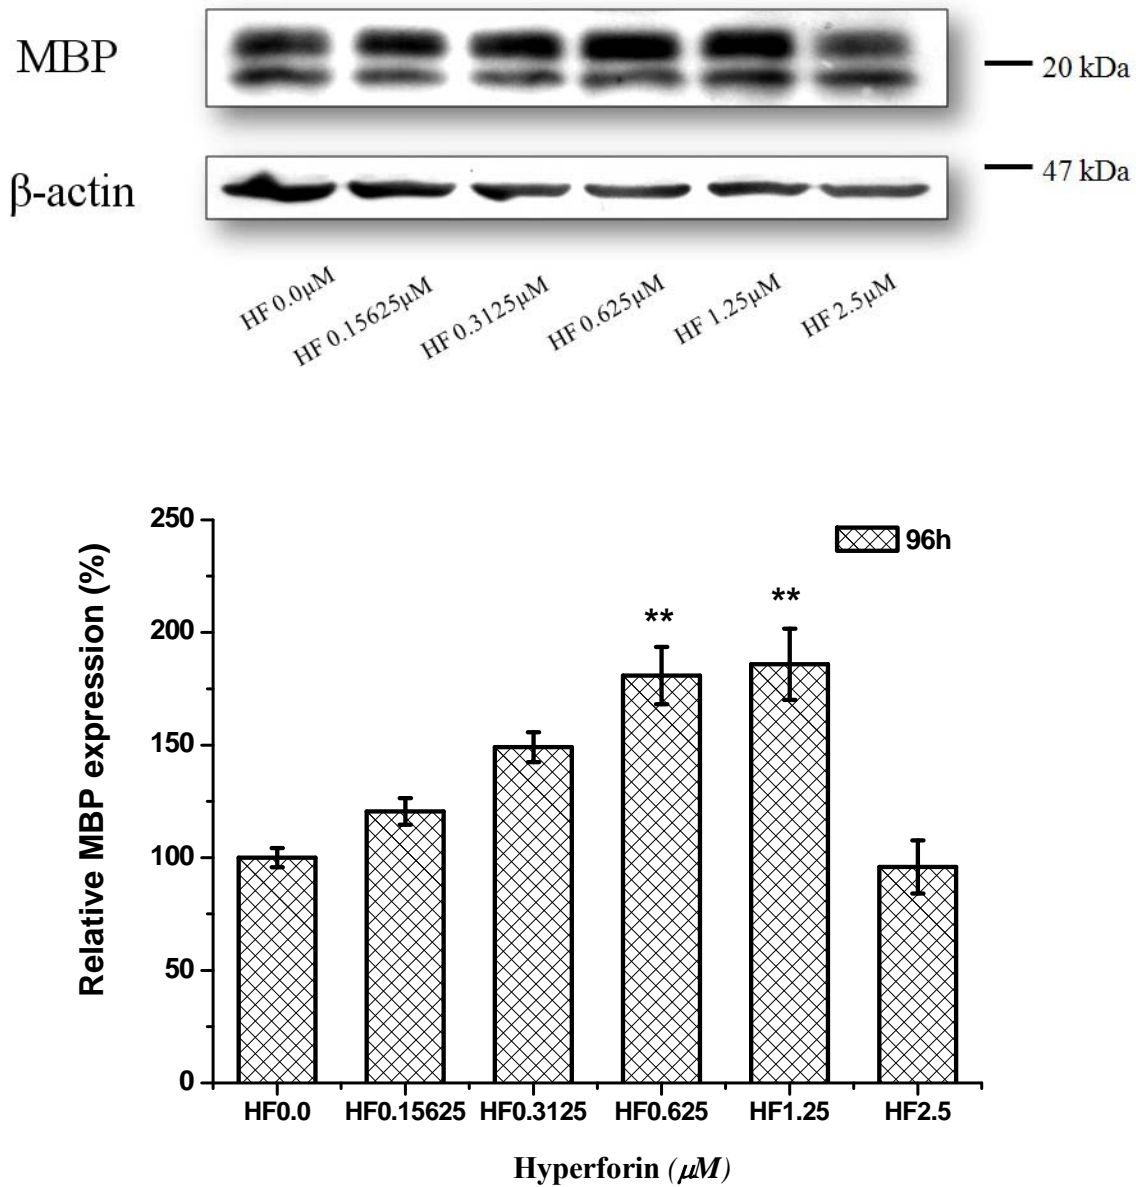 MBP
20 kDa
47 kDa
β-actin
HF 0.0μM
HF 0.15625μM
HF 0.3125μM
HF 0.625μM
HF 1.25μM
HF 2.5μM
250
200
150
100
50
0
Relative MBP expression (%)
96h
**
**
HF0.0 HF0.15625 HF0.3125 HF0.625 HF1.25 HF2.5
Hyperforin (μM)